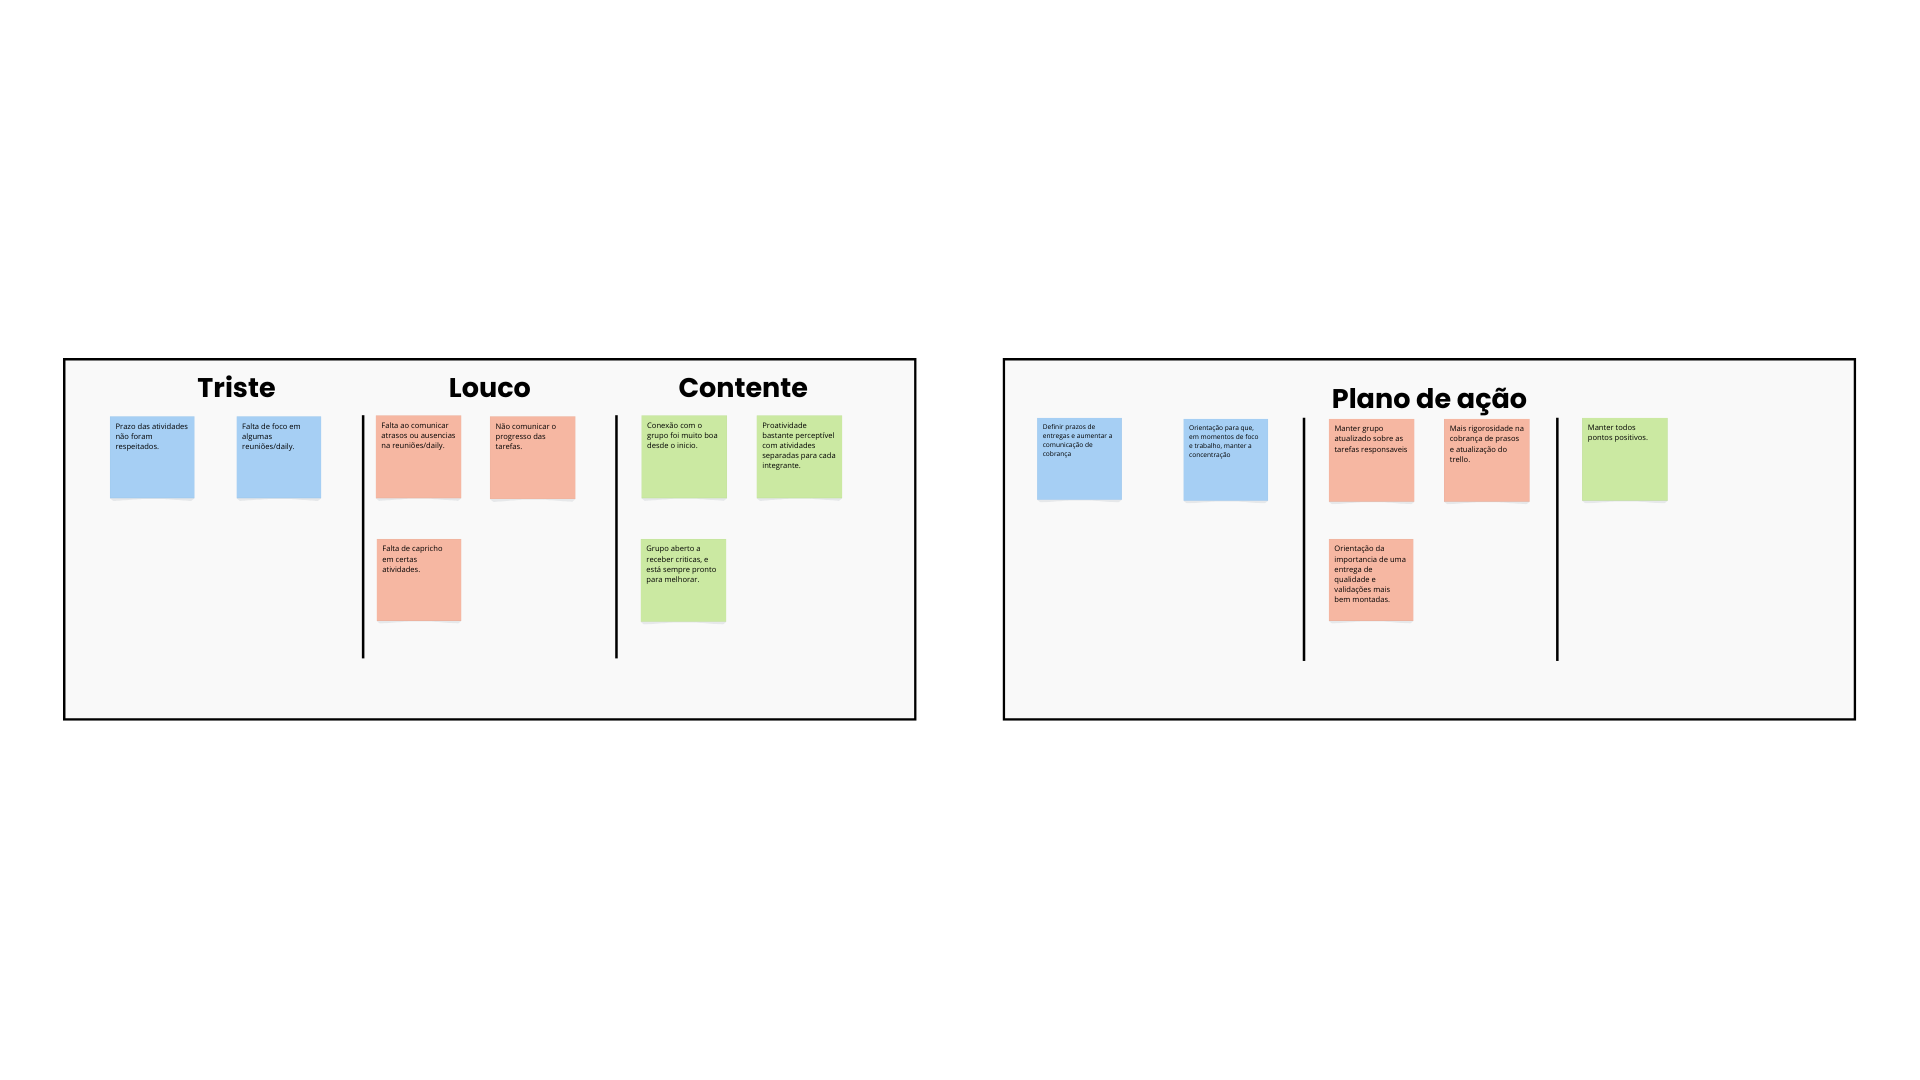 Triste
Louco
Contente
Prazo das atividades
não foram
respeitados.
Falta de foco em
algumas
reuniões/daily.
Falta ao comunicar
atrasos ou ausencias
na reuniões/daily.
Não comunicar o
progresso das
tarefas.
Falta de capricho
em certas
atividades.
Conexão com o
grupo foi muito boa
desde o inicio.
Proatividade
bastante perceptível
com atividades
separadas para cada
integrante.
Grupo aberto a
receber criticas, e
está sempre pronto
para melhorar.
Plano de ação
Definir prazos de
entregas e aumentar a
comunicação de
cobrança
Orientação para que,
em momentos de foco
e trabalho, manter a
concentração
Manter grupo
atualizado sobre as
tarefas responsaveis
Mais rigorosidade na
cobrança de prasos
e atualização do
trello.
Orientação da
importancia de uma
entrega de
qualidade e
validações mais
bem montadas.
Manter todos
pontos positivos.